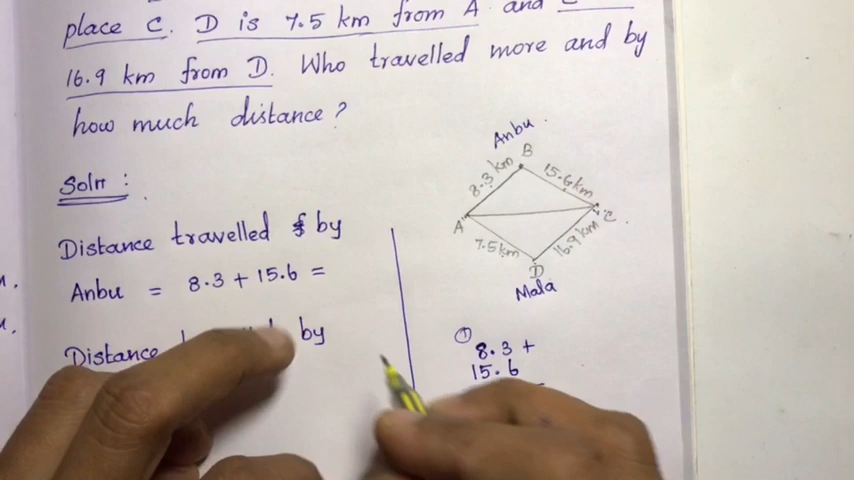 place C. D is 7.5 km from A and
16.9 km from D. Who travelled more and by
how much distance?
Soln :
Distance travelled by
Anbu = 8.3 + 15.6 =
Distance by
Anbu
B
8.3 km
15.6 km
A
C
7.5 km
16.9 km
D
Mala
8.3 +
15.6